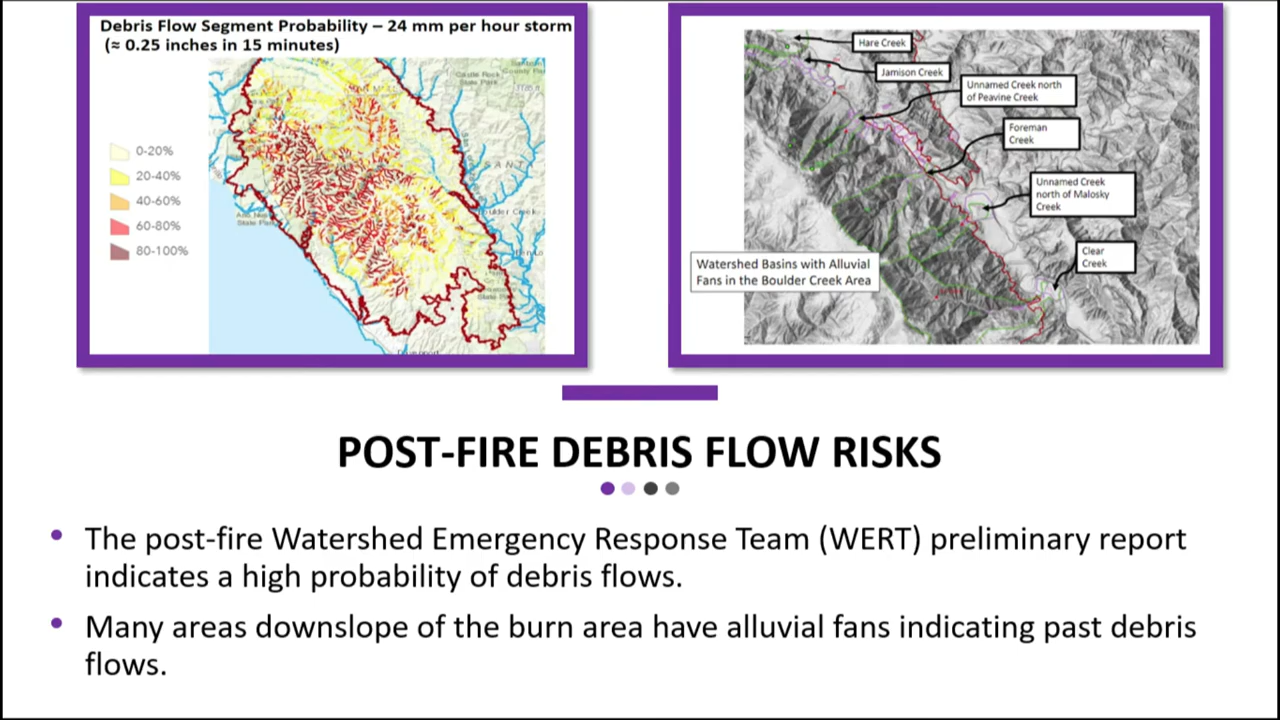 Debris Flow Segment Probability – 24 mm per hour storm
(≈ 0.25 inches in 15 minutes)
0-20%
20-40%
40-60%
60-80%
80-100%
Castle Rock
State Park
Hare Creek
Jamison Creek
Unnamed Creek north
of Peavine Creek
Foreman
Creek
Unnamed Creek
north of Malosky
Creek
Clear
Creek
Watershed Basins with Alluvial
Fans in the Boulder Creek Area
POST-FIRE DEBRIS FLOW RISKS
• The post-fire Watershed Emergency Response Team (WERT) preliminary report
indicates a high probability of debris flows.
• Many areas downslope of the burn area have alluvial fans indicating past debris
flows.